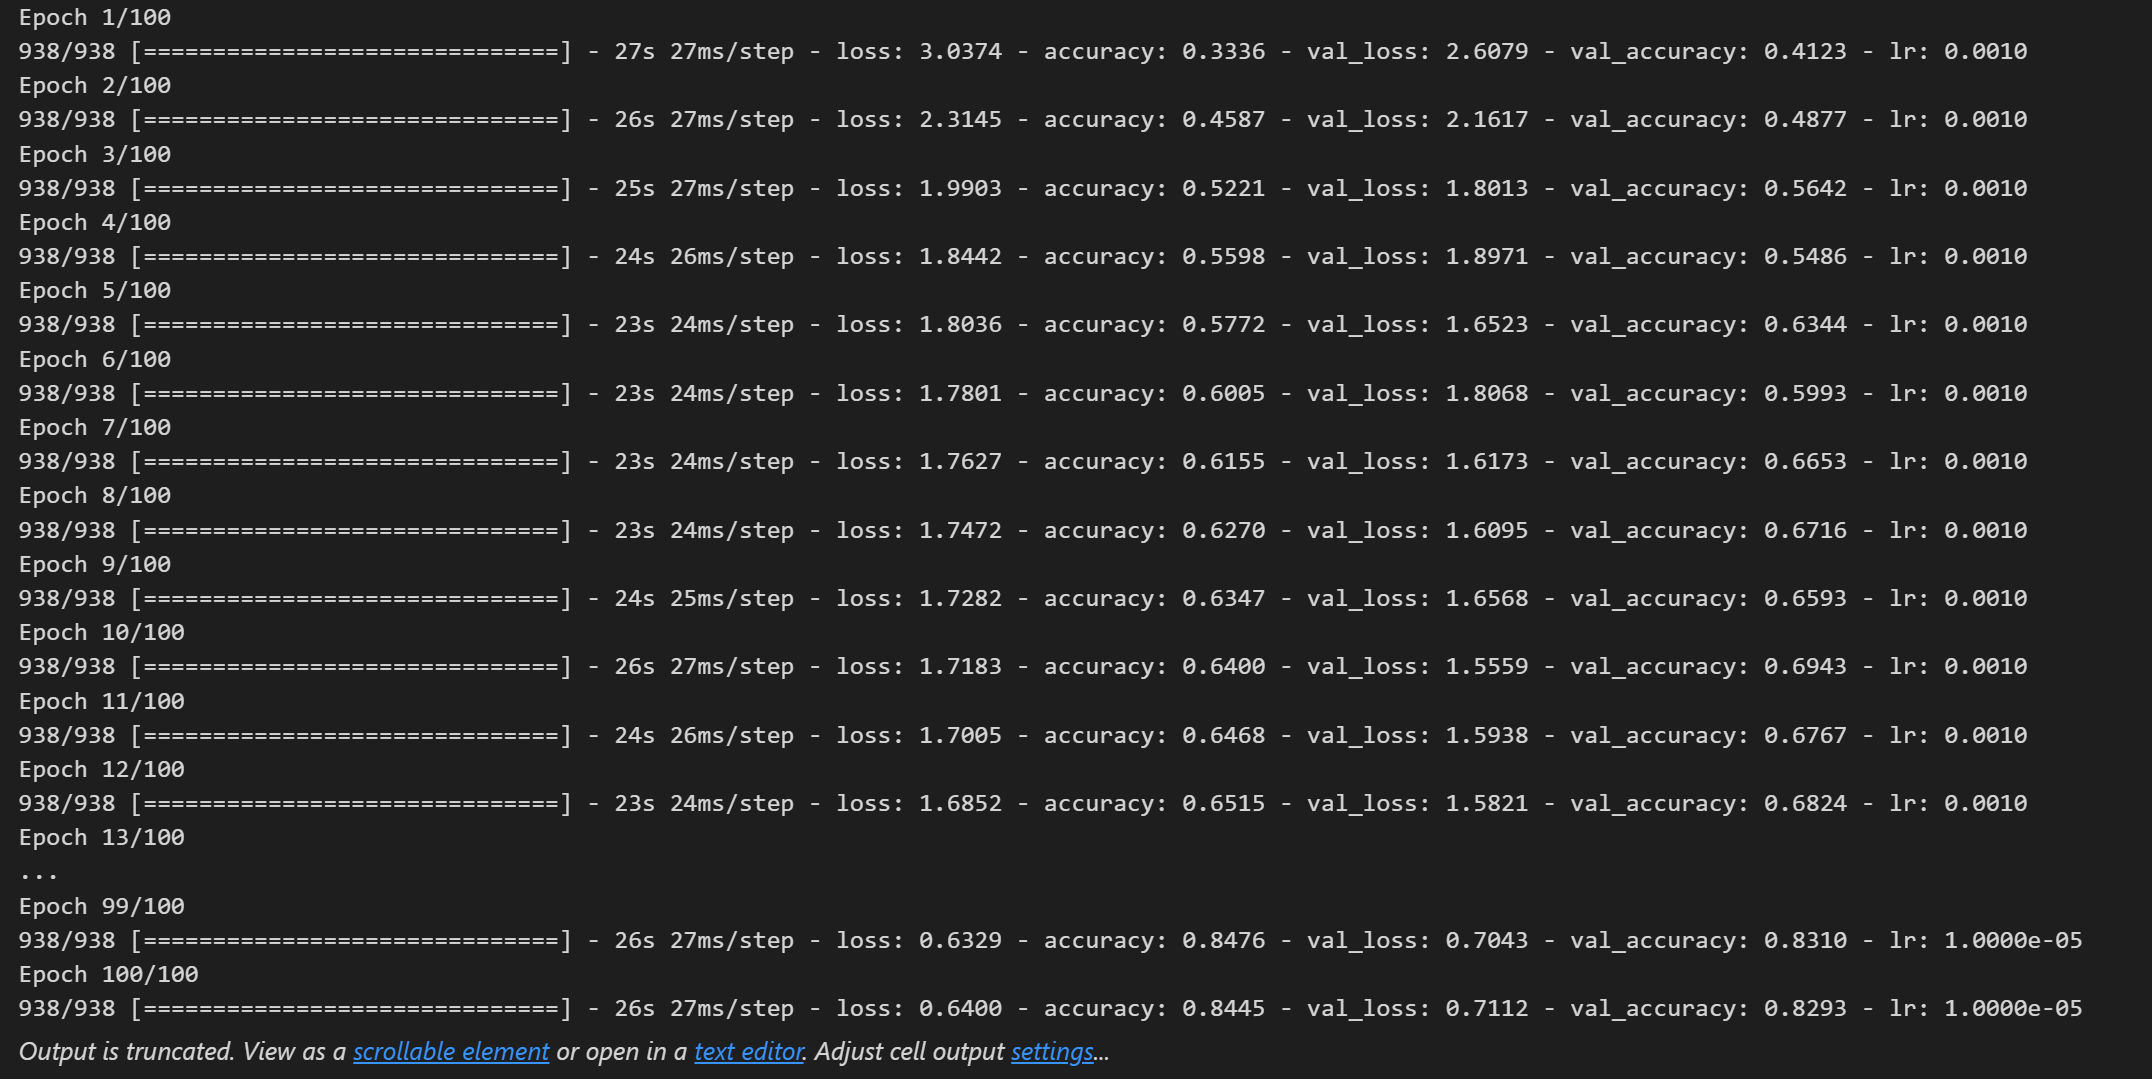 Epoch 1/100
938/938 [==============================] - 27s 27ms/step - loss: 3.0374 - accuracy: 0.3336 - val_loss: 2.6079 - val_accuracy: 0.4123 - lr: 0.0010
Epoch 2/100
938/938 [==============================] - 26s 27ms/step - loss: 2.3145 - accuracy: 0.4587 - val_loss: 2.1617 - val_accuracy: 0.4877 - lr: 0.0010
Epoch 3/100
938/938 [==============================] - 25s 27ms/step - loss: 1.9903 - accuracy: 0.5221 - val_loss: 1.8013 - val_accuracy: 0.5642 - lr: 0.0010
Epoch 4/100
938/938 [==============================] - 24s 26ms/step - loss: 1.8442 - accuracy: 0.5598 - val_loss: 1.8971 - val_accuracy: 0.5486 - lr: 0.0010
Epoch 5/100
938/938 [==============================] - 23s 24ms/step - loss: 1.8036 - accuracy: 0.5772 - val_loss: 1.6523 - val_accuracy: 0.6344 - lr: 0.0010
Epoch 6/100
938/938 [==============================] - 23s 24ms/step - loss: 1.7801 - accuracy: 0.6005 - val_loss: 1.8068 - val_accuracy: 0.5993 - lr: 0.0010
Epoch 7/100
938/938 [==============================] - 23s 24ms/step - loss: 1.7627 - accuracy: 0.6155 - val_loss: 1.6173 - val_accuracy: 0.6653 - lr: 0.0010
Epoch 8/100
938/938 [==============================] - 23s 24ms/step - loss: 1.7472 - accuracy: 0.6270 - val_loss: 1.6095 - val_accuracy: 0.6716 - lr: 0.0010
Epoch 9/100
938/938 [==============================] - 24s 25ms/step - loss: 1.7282 - accuracy: 0.6347 - val_loss: 1.6568 - val_accuracy: 0.6593 - lr: 0.0010
Epoch 10/100
938/938 [==============================] - 26s 27ms/step - loss: 1.7183 - accuracy: 0.6400 - val_loss: 1.5559 - val_accuracy: 0.6943 - lr: 0.0010
Epoch 11/100
938/938 [==============================] - 24s 26ms/step - loss: 1.7005 - accuracy: 0.6468 - val_loss: 1.5938 - val_accuracy: 0.6767 - lr: 0.0010
Epoch 12/100
938/938 [==============================] - 23s 24ms/step - loss: 1.6852 - accuracy: 0.6515 - val_loss: 1.5821 - val_accuracy: 0.6824 - lr: 0.0010
Epoch 13/100
...
Epoch 99/100
938/938 [==============================] - 26s 27ms/step - loss: 0.6329 - accuracy: 0.8476 - val_loss: 0.7043 - val_accuracy: 0.8310 - lr: 1.0000e-05
Epoch 100/100
938/938 [==============================] - 26s 27ms/step - loss: 0.6400 - accuracy: 0.8445 - val_loss: 0.7112 - val_accuracy: 0.8293 - lr: 1.0000e-05
Output is truncated. View as a scrollable element or open in a text editor. Adjust cell output settings...